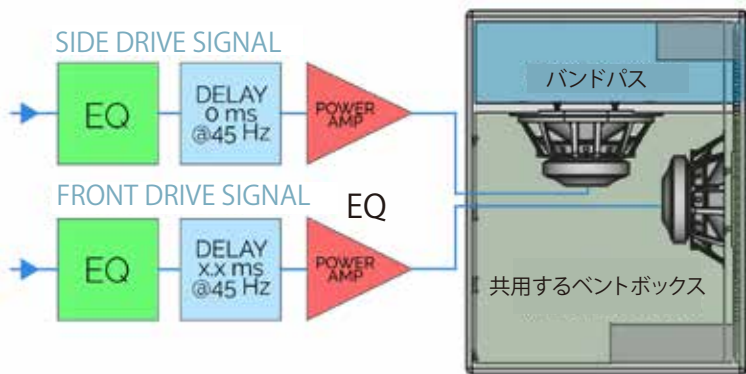 SIDE DRIVE SIGNAL
EQ
DELAY
0 ms
@45 Hz
POWER
AMP
バンドパス
FRONT DRIVE SIGNAL
EQ
EQ
DELAY
x.x ms
@45 Hz
POWER
AMP
共用するベントボックス